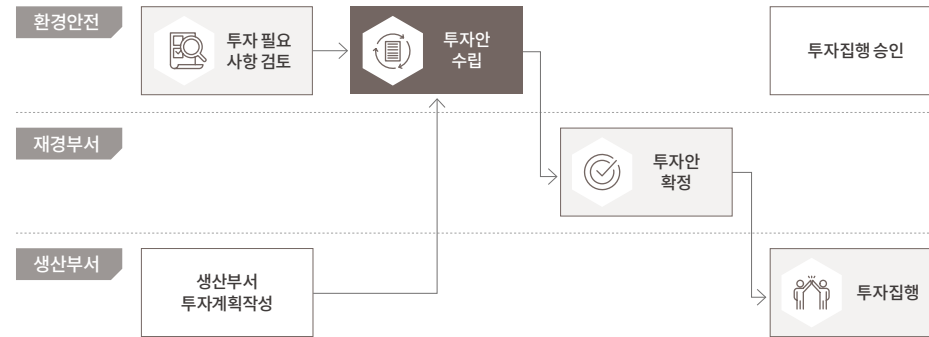 환경안전
투자 필요
사항 검토
투자안
수립
투자집행 승인
재경부서
투자안
확정
생산부서
생산부서
투자계획작성
투자집행